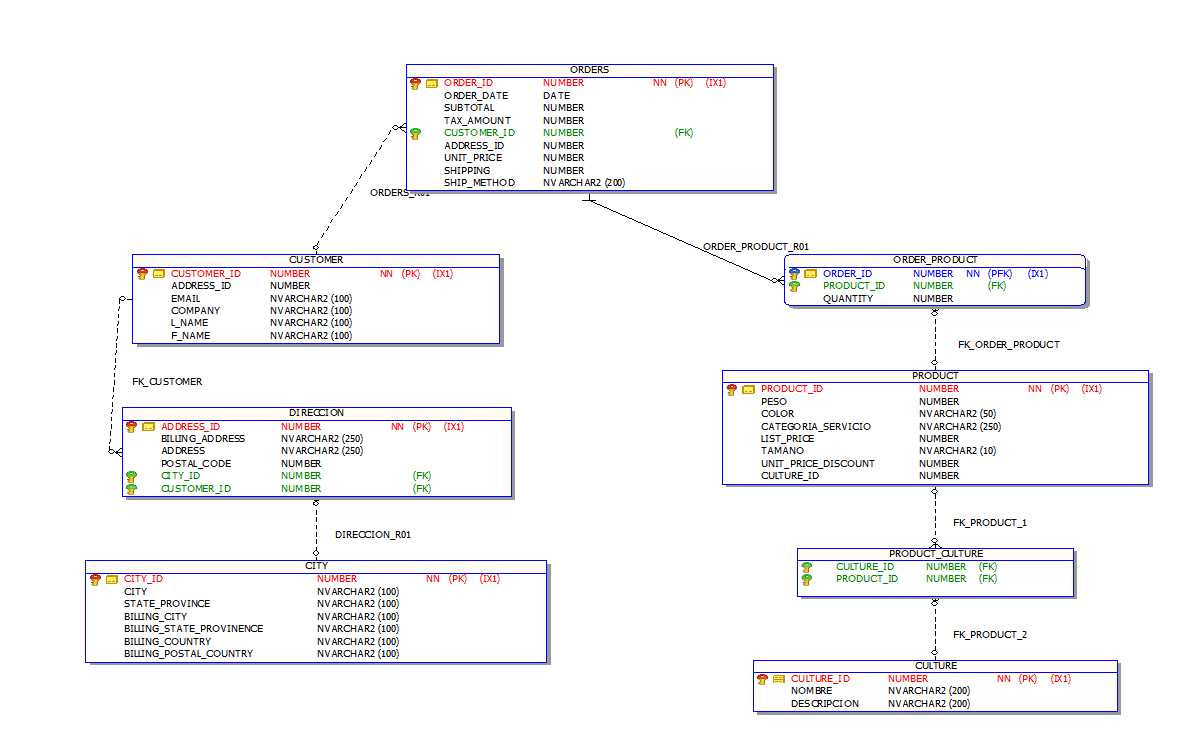 ORDERS
ORDER_ID NUMBER NN (PK) (IX1)
ORDER_DATE DATE
SUBTOTAL NUMBER
TAX_AMOUNT NUMBER
CUSTOMER_ID NUMBER (FK)
ADDRESS_ID NUMBER
UNIT_PRICE NUMBER
SHIPPING NUMBER
SHIP_METHOD NVARCHAR2 (200)
ORDERS_R01
ORDER_PRODUCT_R01
CUSTOMER
CUSTOMER_ID NUMBER NN (PK) (IX1)
ADDRESS_ID NUMBER
EMAIL NVARCHAR2 (100)
COMPANY NVARCHAR2 (100)
L_NAME NVARCHAR2 (100)
F_NAME NVARCHAR2 (100)
ORDER_PRODUCT
ORDER_ID NUMBER NN (PFK) (IX1)
PRODUCT_ID NUMBER (FK)
QUANTITY NUMBER
FK_ORDER_PRODUCT
FK_CUSTOMER
PRODUCT
PRODUCT_ID NUMBER NN (PK) (IX1)
PESO NUMBER
COLOR NVARCHAR2 (50)
CATEGORIA_SERVICIO NVARCHAR2 (250)
LIST_PRICE NUMBER
TAMANO NVARCHAR2 (10)
UNIT_PRICE_DISCOUNT NUMBER
CULTURE_ID NUMBER
DIRECCION
ADDRESS_ID NUMBER NN (PK) (IX1)
BILLING_ADDRESS NVARCHAR2 (250)
ADDRESS NVARCHAR2 (250)
POSTAL_CODE NUMBER
CITY_ID NUMBER (FK)
CUSTOMER_ID NUMBER (FK)
DIRECCION_R01
FK_PRODUCT_1
CITY
CITY_ID NUMBER NN (PK) (IX1)
CITY NVARCHAR2 (100)
STATE_PROVINCE NVARCHAR2 (100)
BILLING_CITY NVARCHAR2 (100)
BILLING_STATE_PROVINENCE NVARCHAR2 (100)
BILLING_COUNTRY NVARCHAR2 (100)
BILLING_POSTAL_COUNTRY NVARCHAR2 (100)
PRODUCT_CULTURE
CULTURE_ID NUMBER (FK)
PRODUCT_ID NUMBER (FK)
FK_PRODUCT_2
CULTURE
CULTURE_ID NUMBER NN (PK) (IX1)
NOMBRE NVARCHAR2 (200)
DESCRIPCION NVARCHAR2 (200)